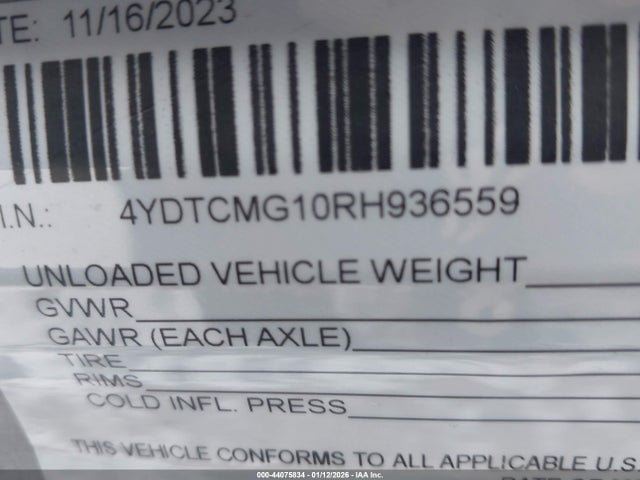 TE: 11/16/2023
I.N.: 4YDTCMG10RH936559
UNLOADED VEHICLE WEIGHT
GVWR
GAWR (EACH AXLE)
TIRE
RIMS
COLD INFL. PRESS
THIS VEHICLE CONFORMS TO ALL APPLICABLE U.S.
000-44075834 - 01/12/2026 - IAA Inc.